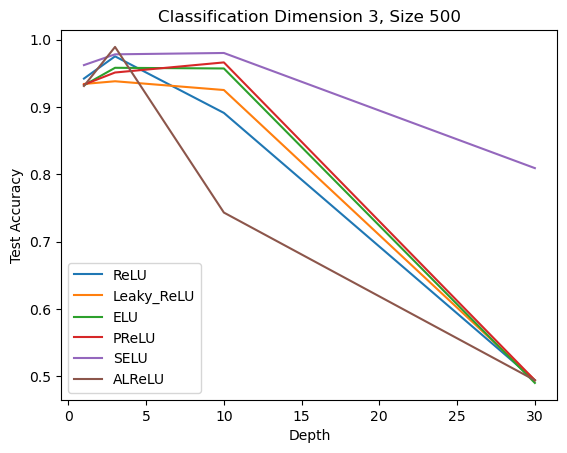 Classification Dimension 3, Size 500
Test Accuracy
1.0
0.9
0.8
0.7
0.6
0.5
ReLU
Leaky_ReLU
ELU
PReLU
SELU
ALReLU
0 5 10 15 20 25 30
Depth